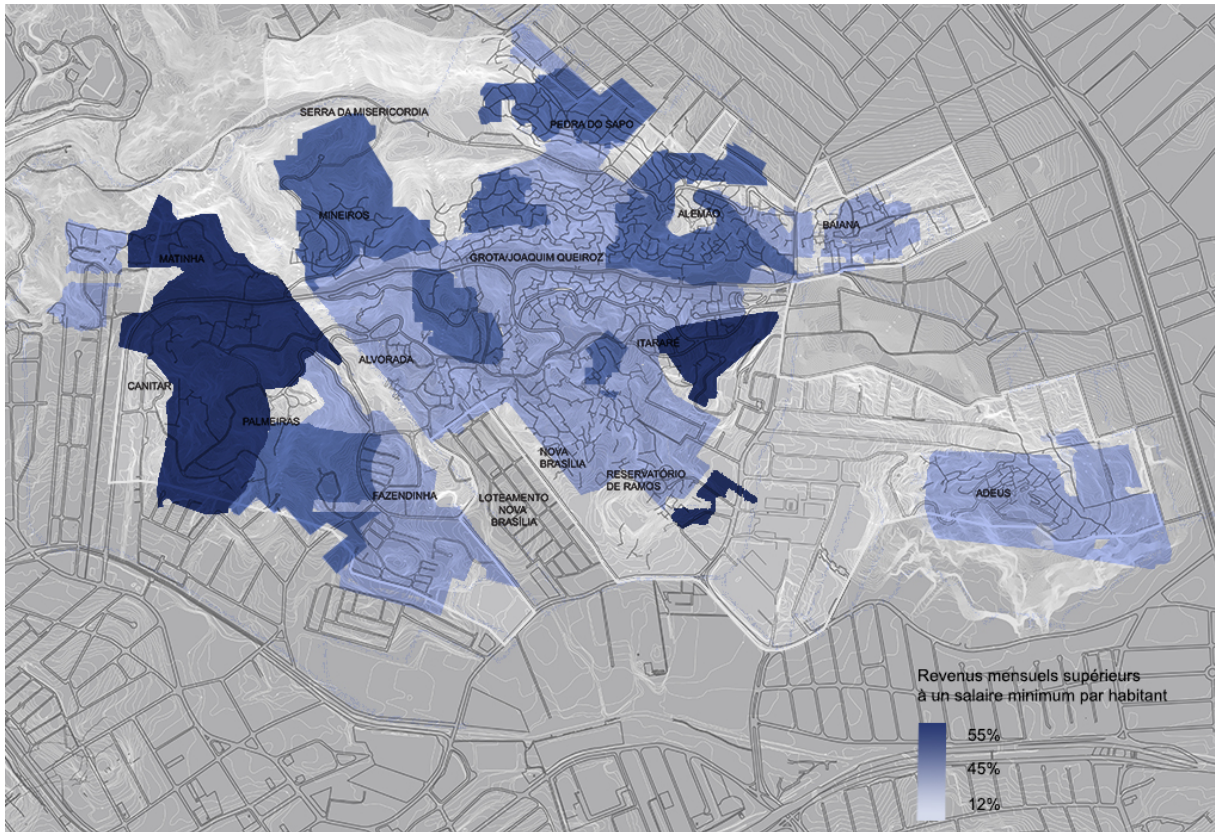 SERRA DA MISERICORDIA
PEDRA DO SAPO
MINEIROS
ALEMÃO
BAIANA
MATINHA
GROTA/JOAQUIM QUEIROZ
ITARARÉ
ALVORADA
CANITAR
PALMEIRAS
NOVA
BRASÍLIA
RESERVATÓRIO
DE RAMOS
FAZENDINHA
LOTEAMENTO
NOVA
BRASÍLIA
ADEUS
Revenus mensuels supérieurs
à un salaire minimum par habitant
55%
45%
12%